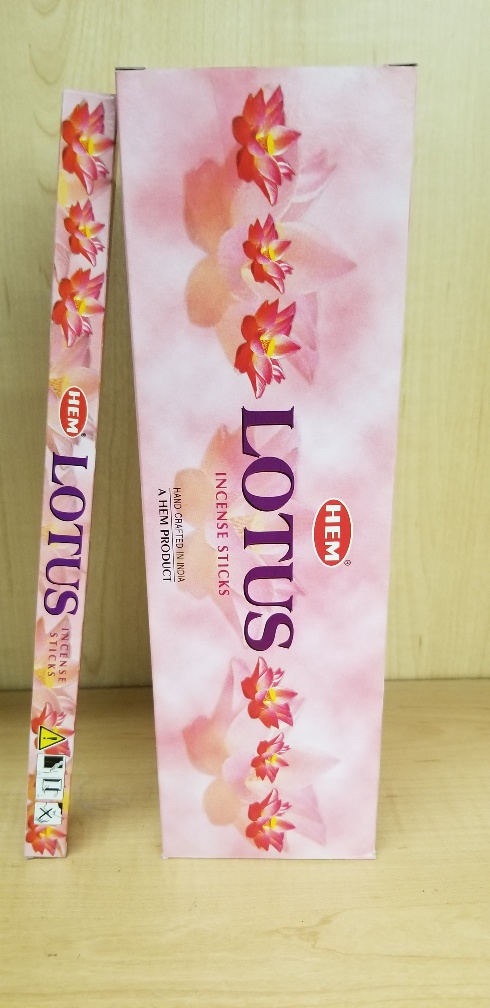 HEM®
LOTUS
INCENSE
STICKS
HEM®
LOTUS
INCENSE STICKS
HAND CRAFTED IN INDIA
A HEM PRODUCT